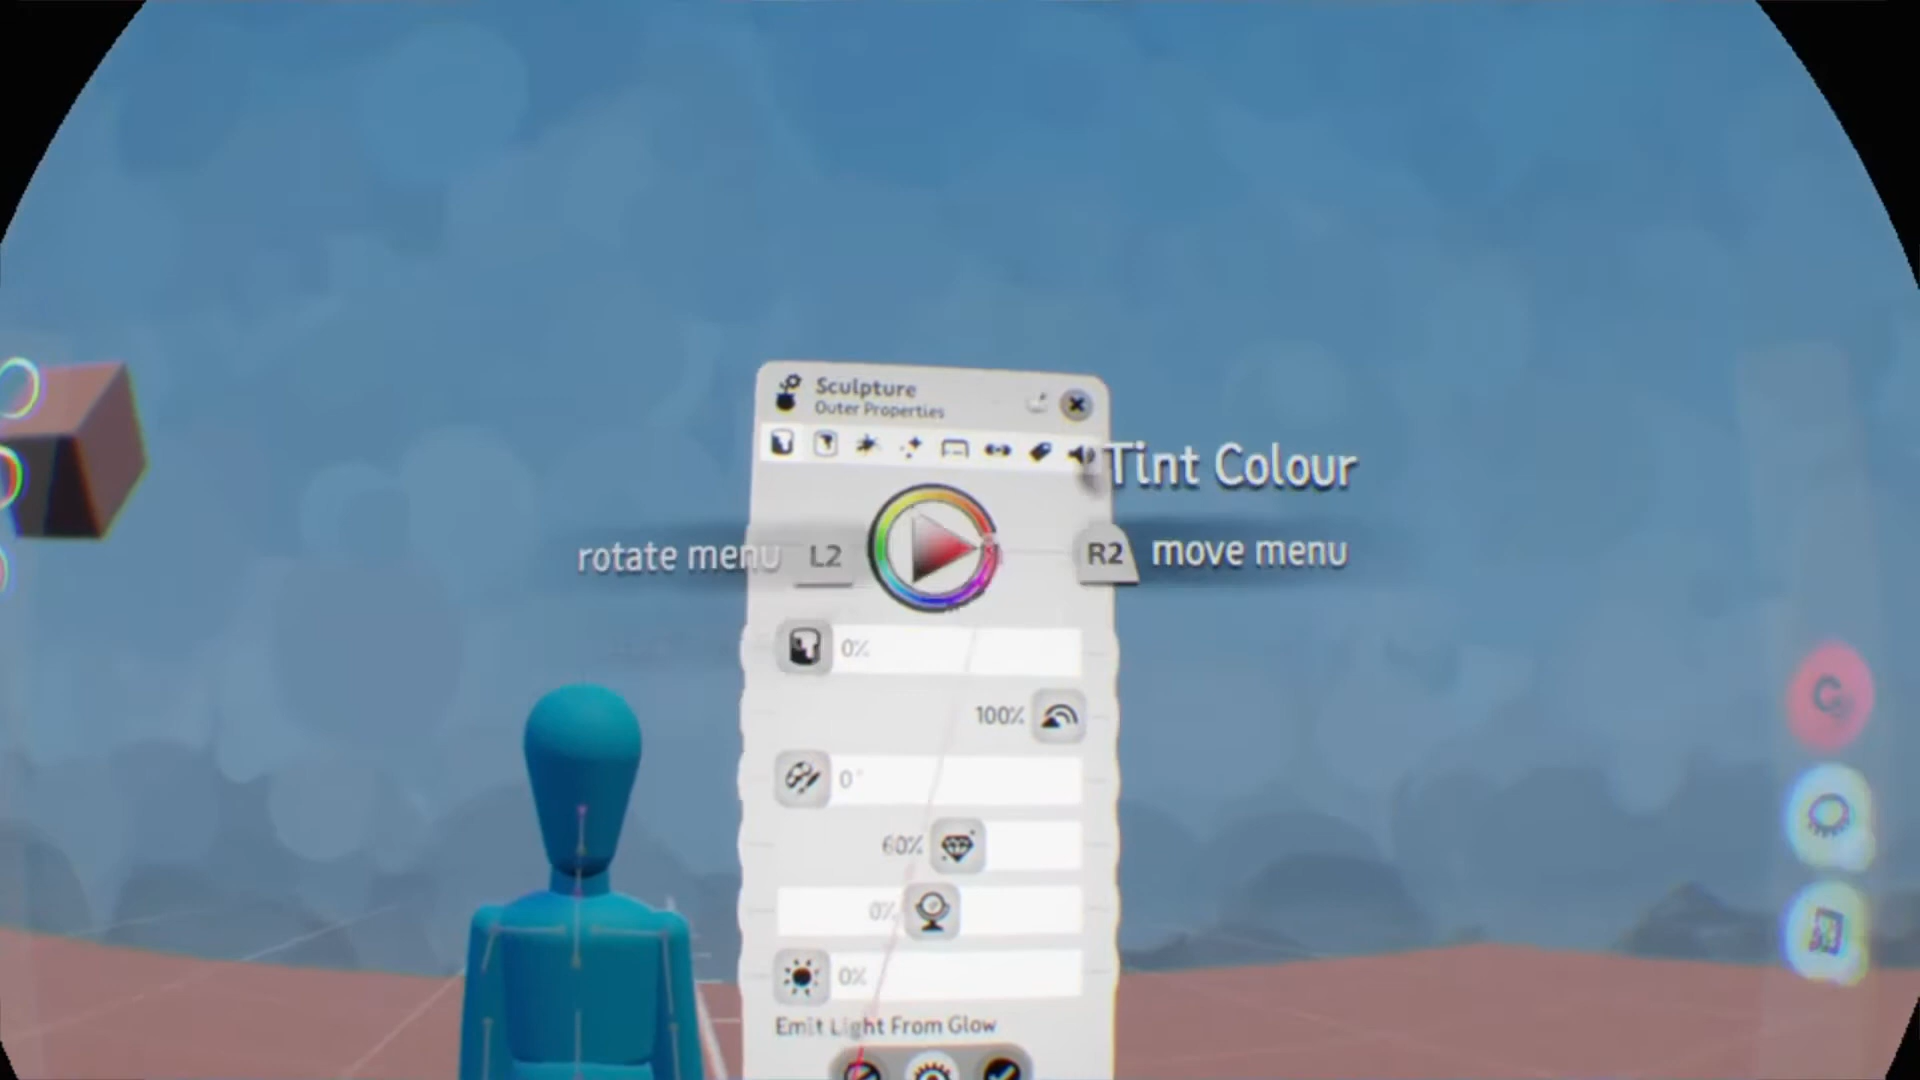 Sculpture
Outer Properties
Tint Colour
rotate menu L2
R2 move menu
0%
100%
0°
60%
0%
0%
Emit Light From Glow